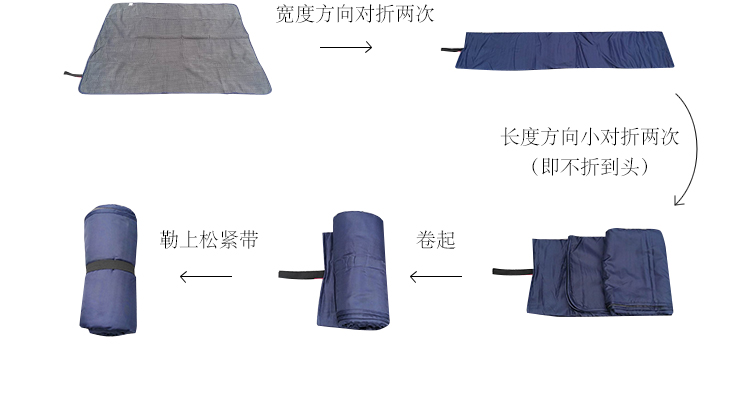 宽度方向对折两次
长度方向小对折两次
（即不折到头）
卷起
勒上松紧带